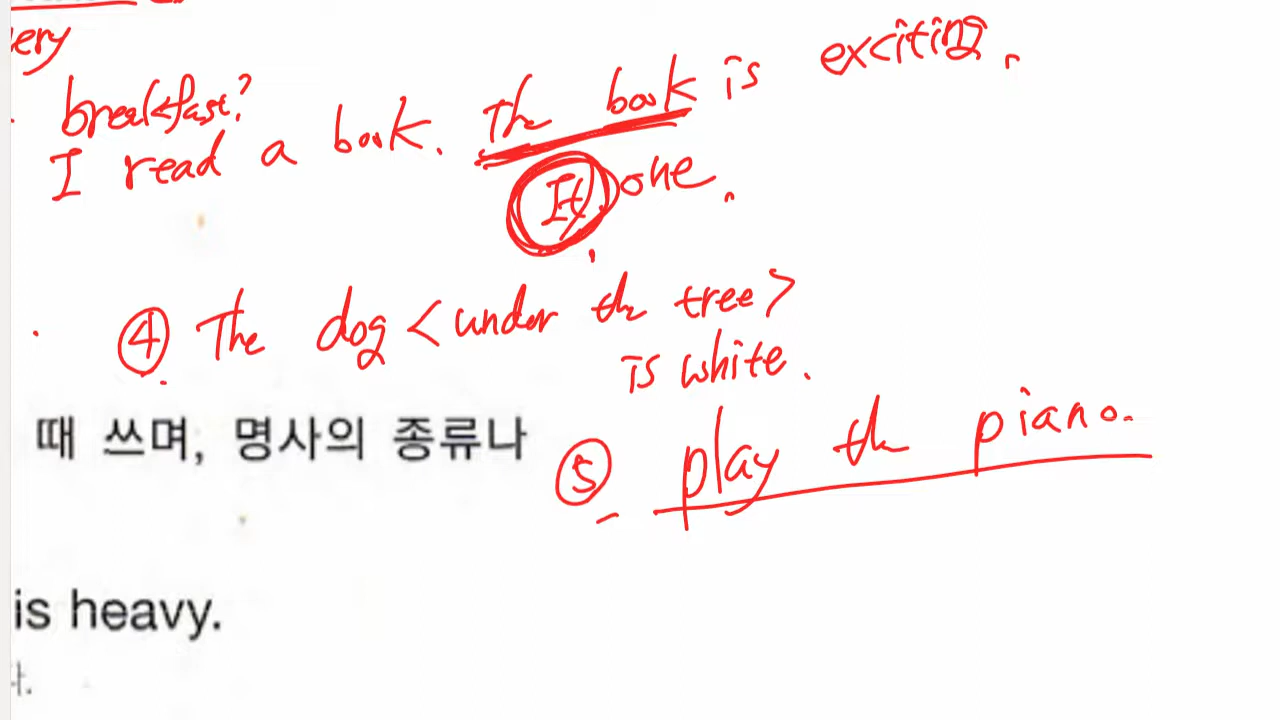 ery
breakfast?
I read a book. The book is exciting.
It one.
④ The dog <under the tree>
is white.
때 쓰며, 명사의 종류나
⑤ play the piano.
is heavy.